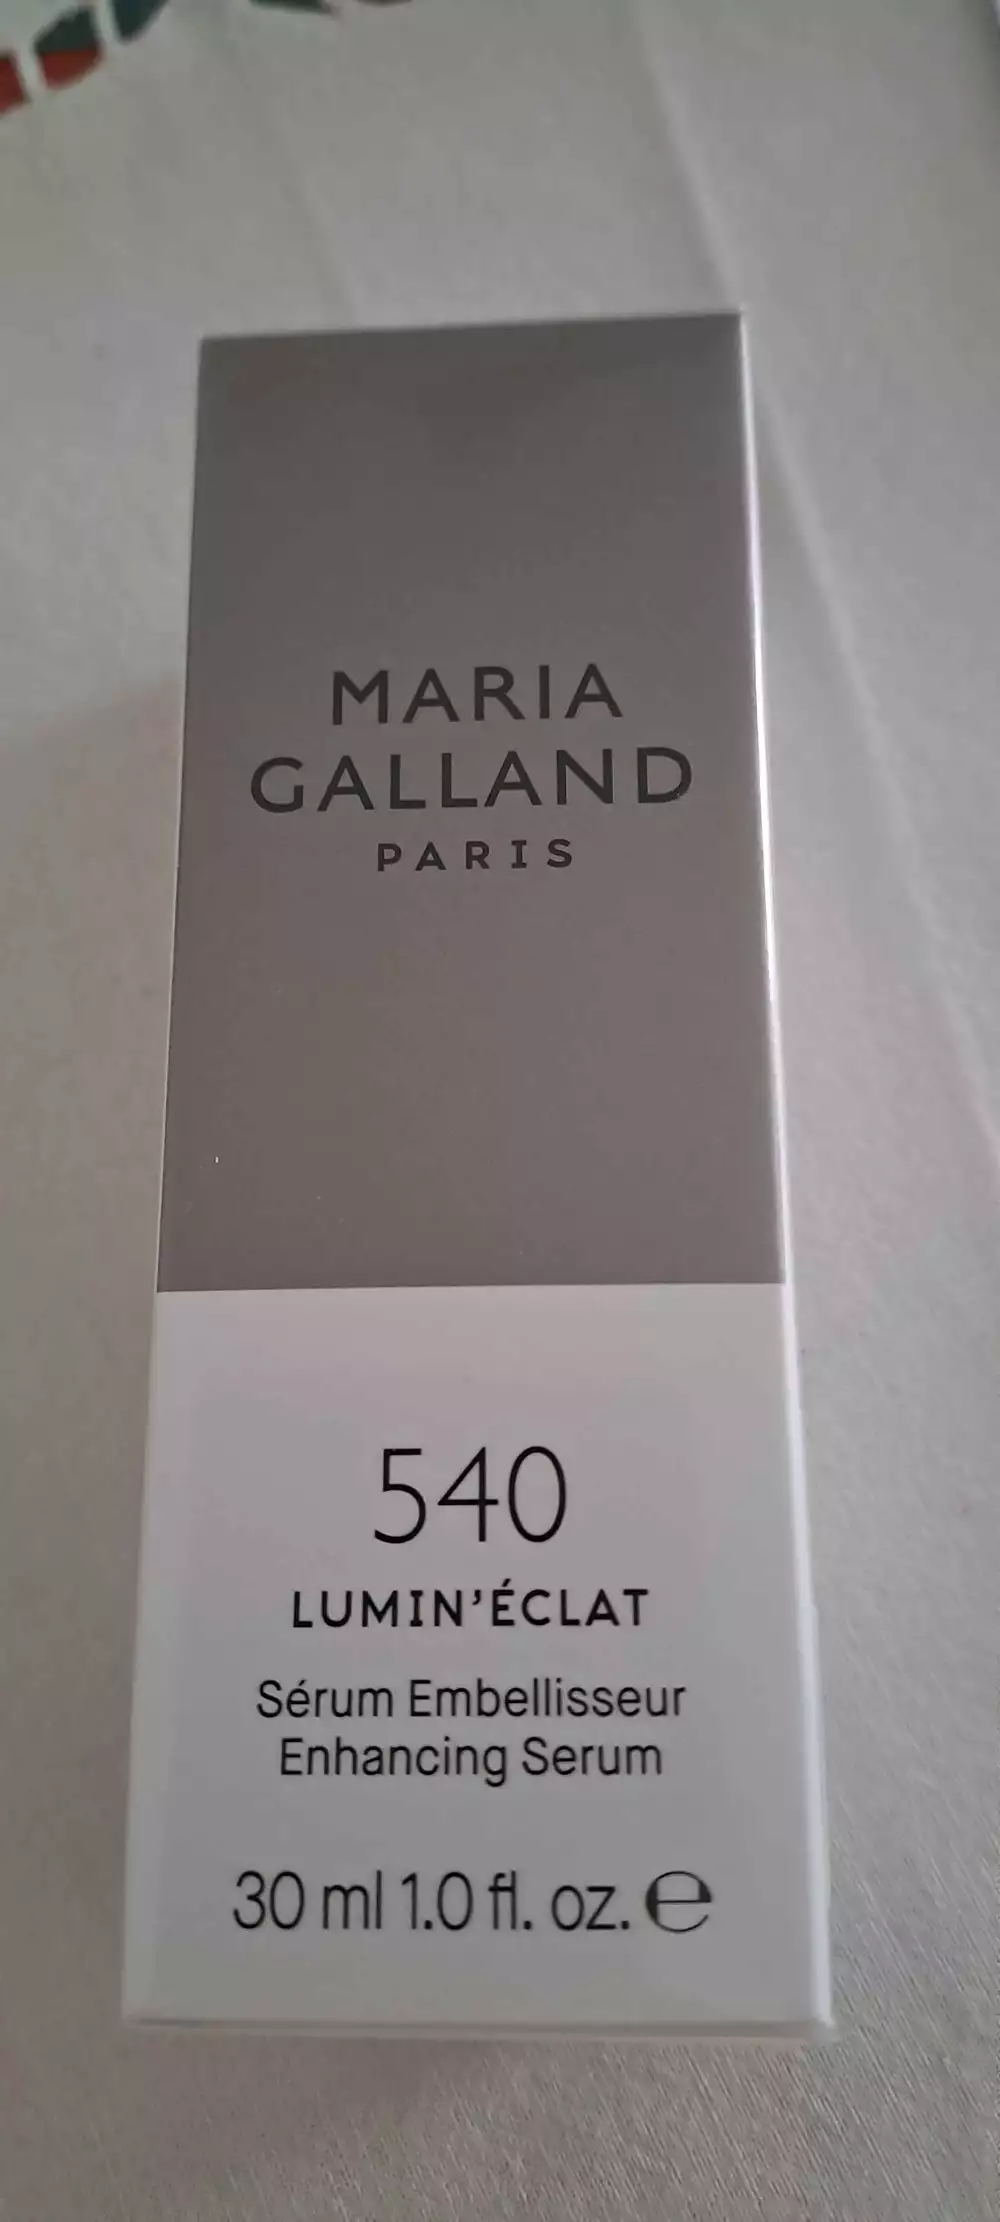 MARIA
GALLAND
PARIS
540
LUMIN'ÉCLAT
Sérum Embellisseur
Enhancing Serum
30 ml 1.0 fl. oz. ℮